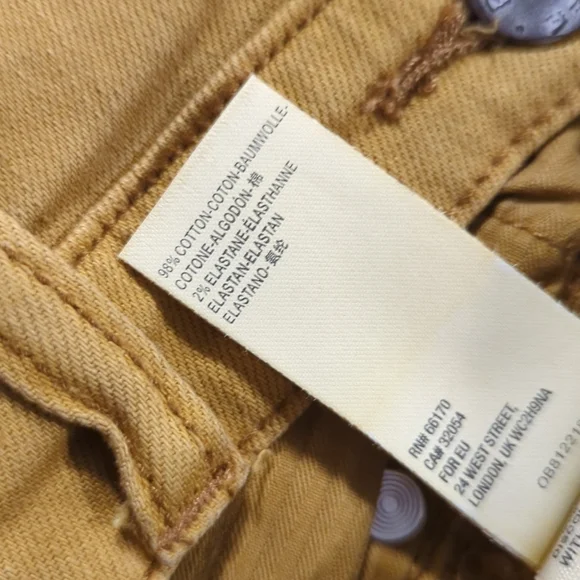 98% COTTON-COTON-BAUMWOLLE-
COTONE-ALGODÓN-棉
2% ELASTANE-ÉLASTHANNE
ELASTAN-ELASTAN
ELASTANO-氨纶
RN# 66170
CA# 32054
FOR EU
24 WEST STREET,
LONDON, UK WC2H9NA